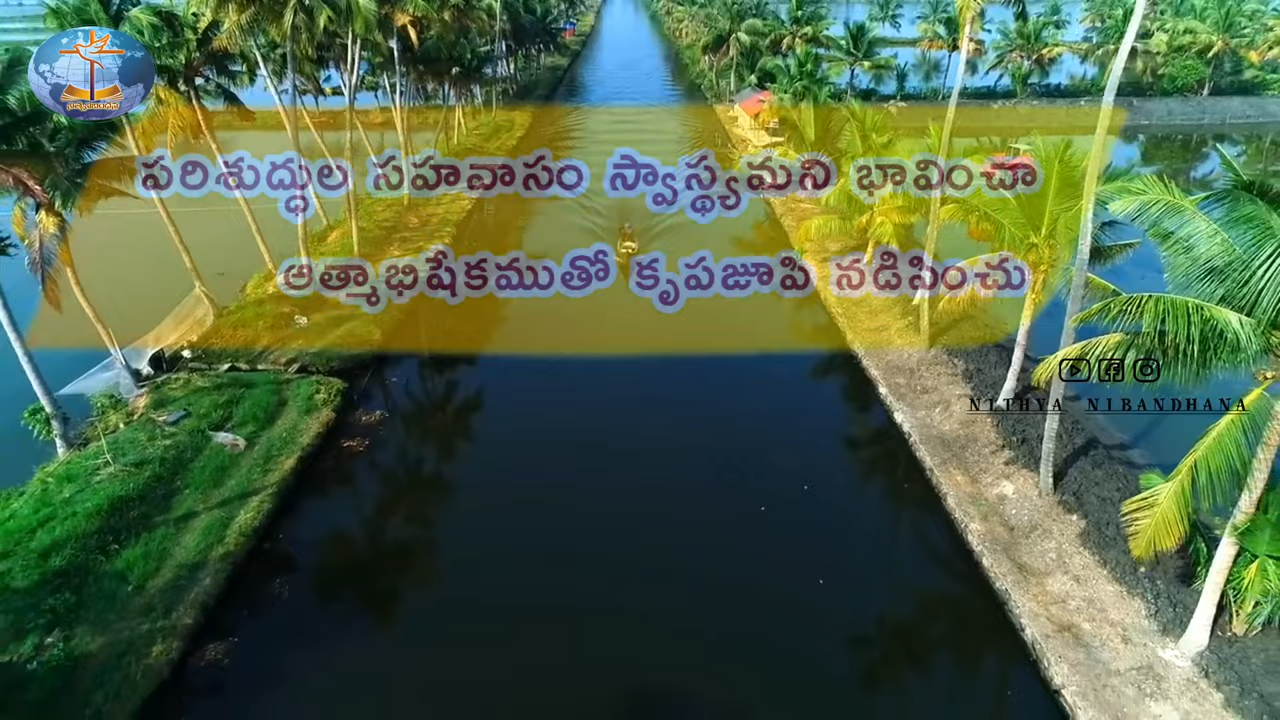 పరిశుద్ధుల సహవాసం స్వాస్థ్యమని భావించూ
ఆత్మాభిషేకముతో కృపజూపి నడిపించు
NITHYA NIBANDHANA